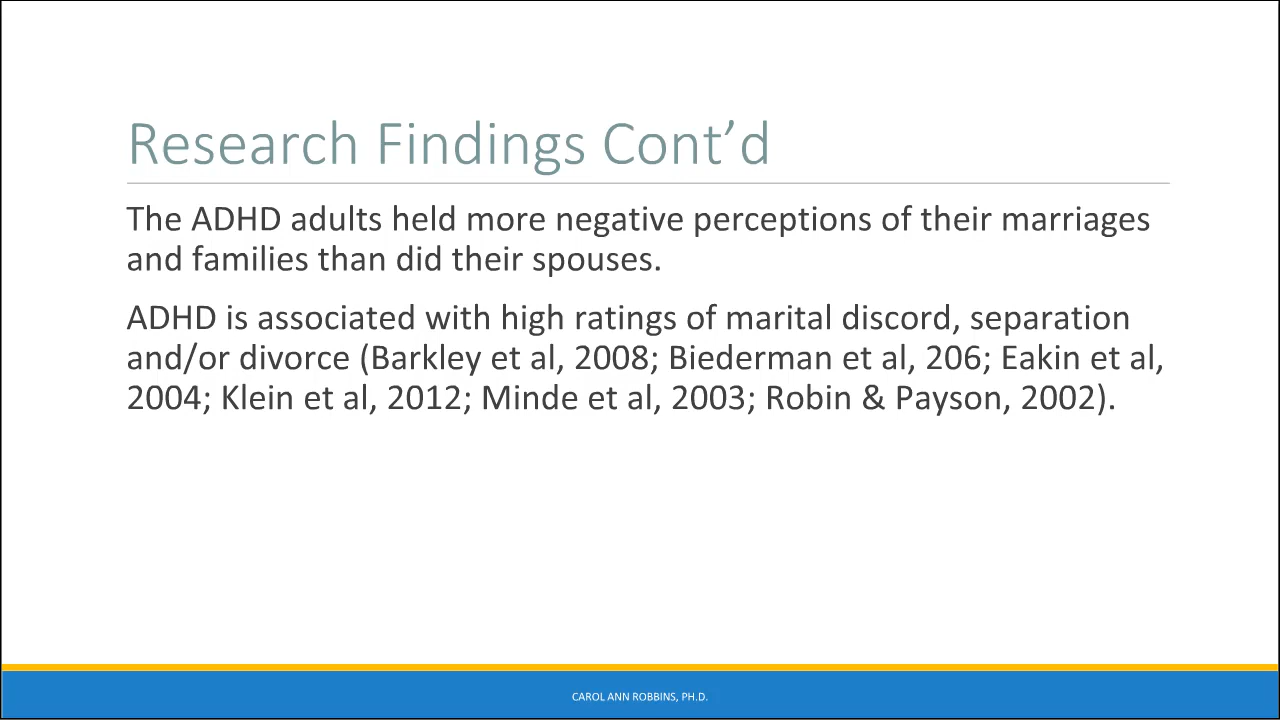 Research Findings Cont’d
The ADHD adults held more negative perceptions of their marriages
and families than did their spouses.
ADHD is associated with high ratings of marital discord, separation
and/or divorce (Barkley et al, 2008; Biederman et al, 206; Eakin et al,
2004; Klein et al, 2012; Minde et al, 2003; Robin & Payson, 2002).
CAROL ANN ROBBINS, PH.D.